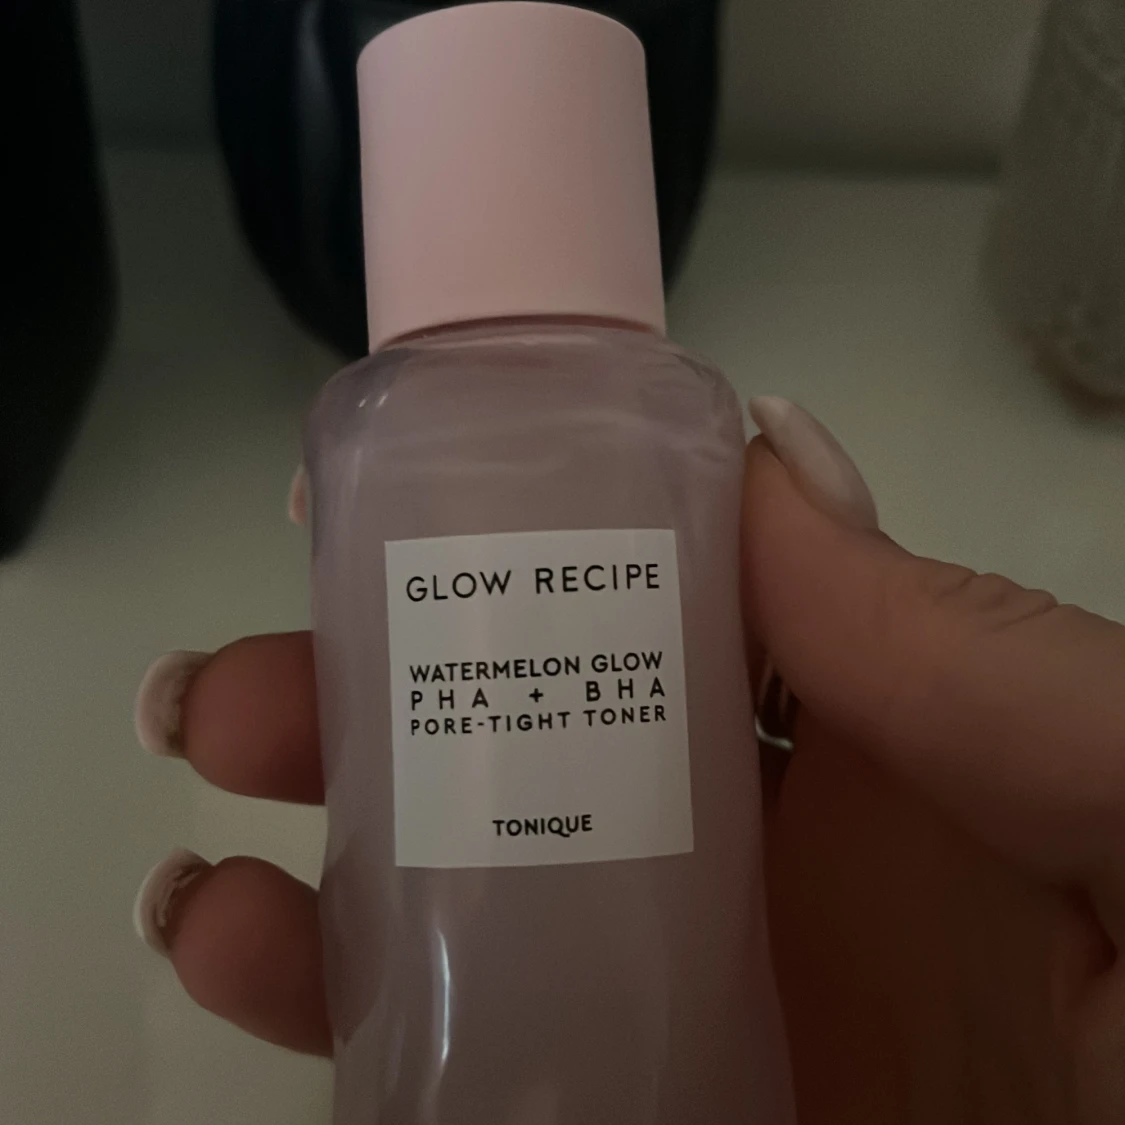 GLOW RECIPE
WATERMELON GLOW
PHA + BHA
PORE-TIGHT TONER
TONIQUE